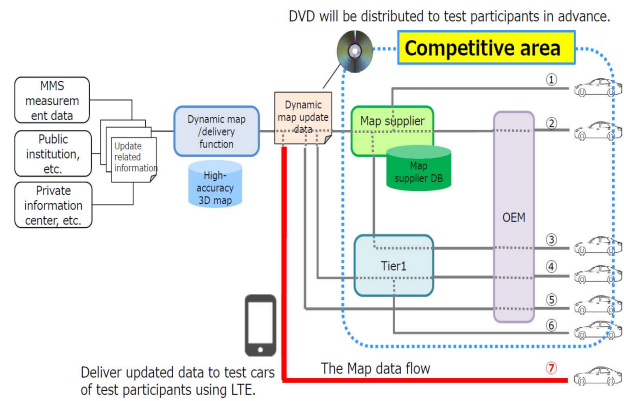 DVD will be distributed to test participants in advance.
Competitive area
MMS
measurem
ent data
Public
institution,
etc.
Private
information
center, etc.
Update
related
information
Dynamic map
/delivery
function
High-
accuracy
3D map
Dynamic
map update
data
Map supplier
Map
supplier DB
Tier1
OEM
①
②
③
④
⑤
⑥
⑦
Deliver updated data to test cars
of test participants using LTE.
The Map data flow